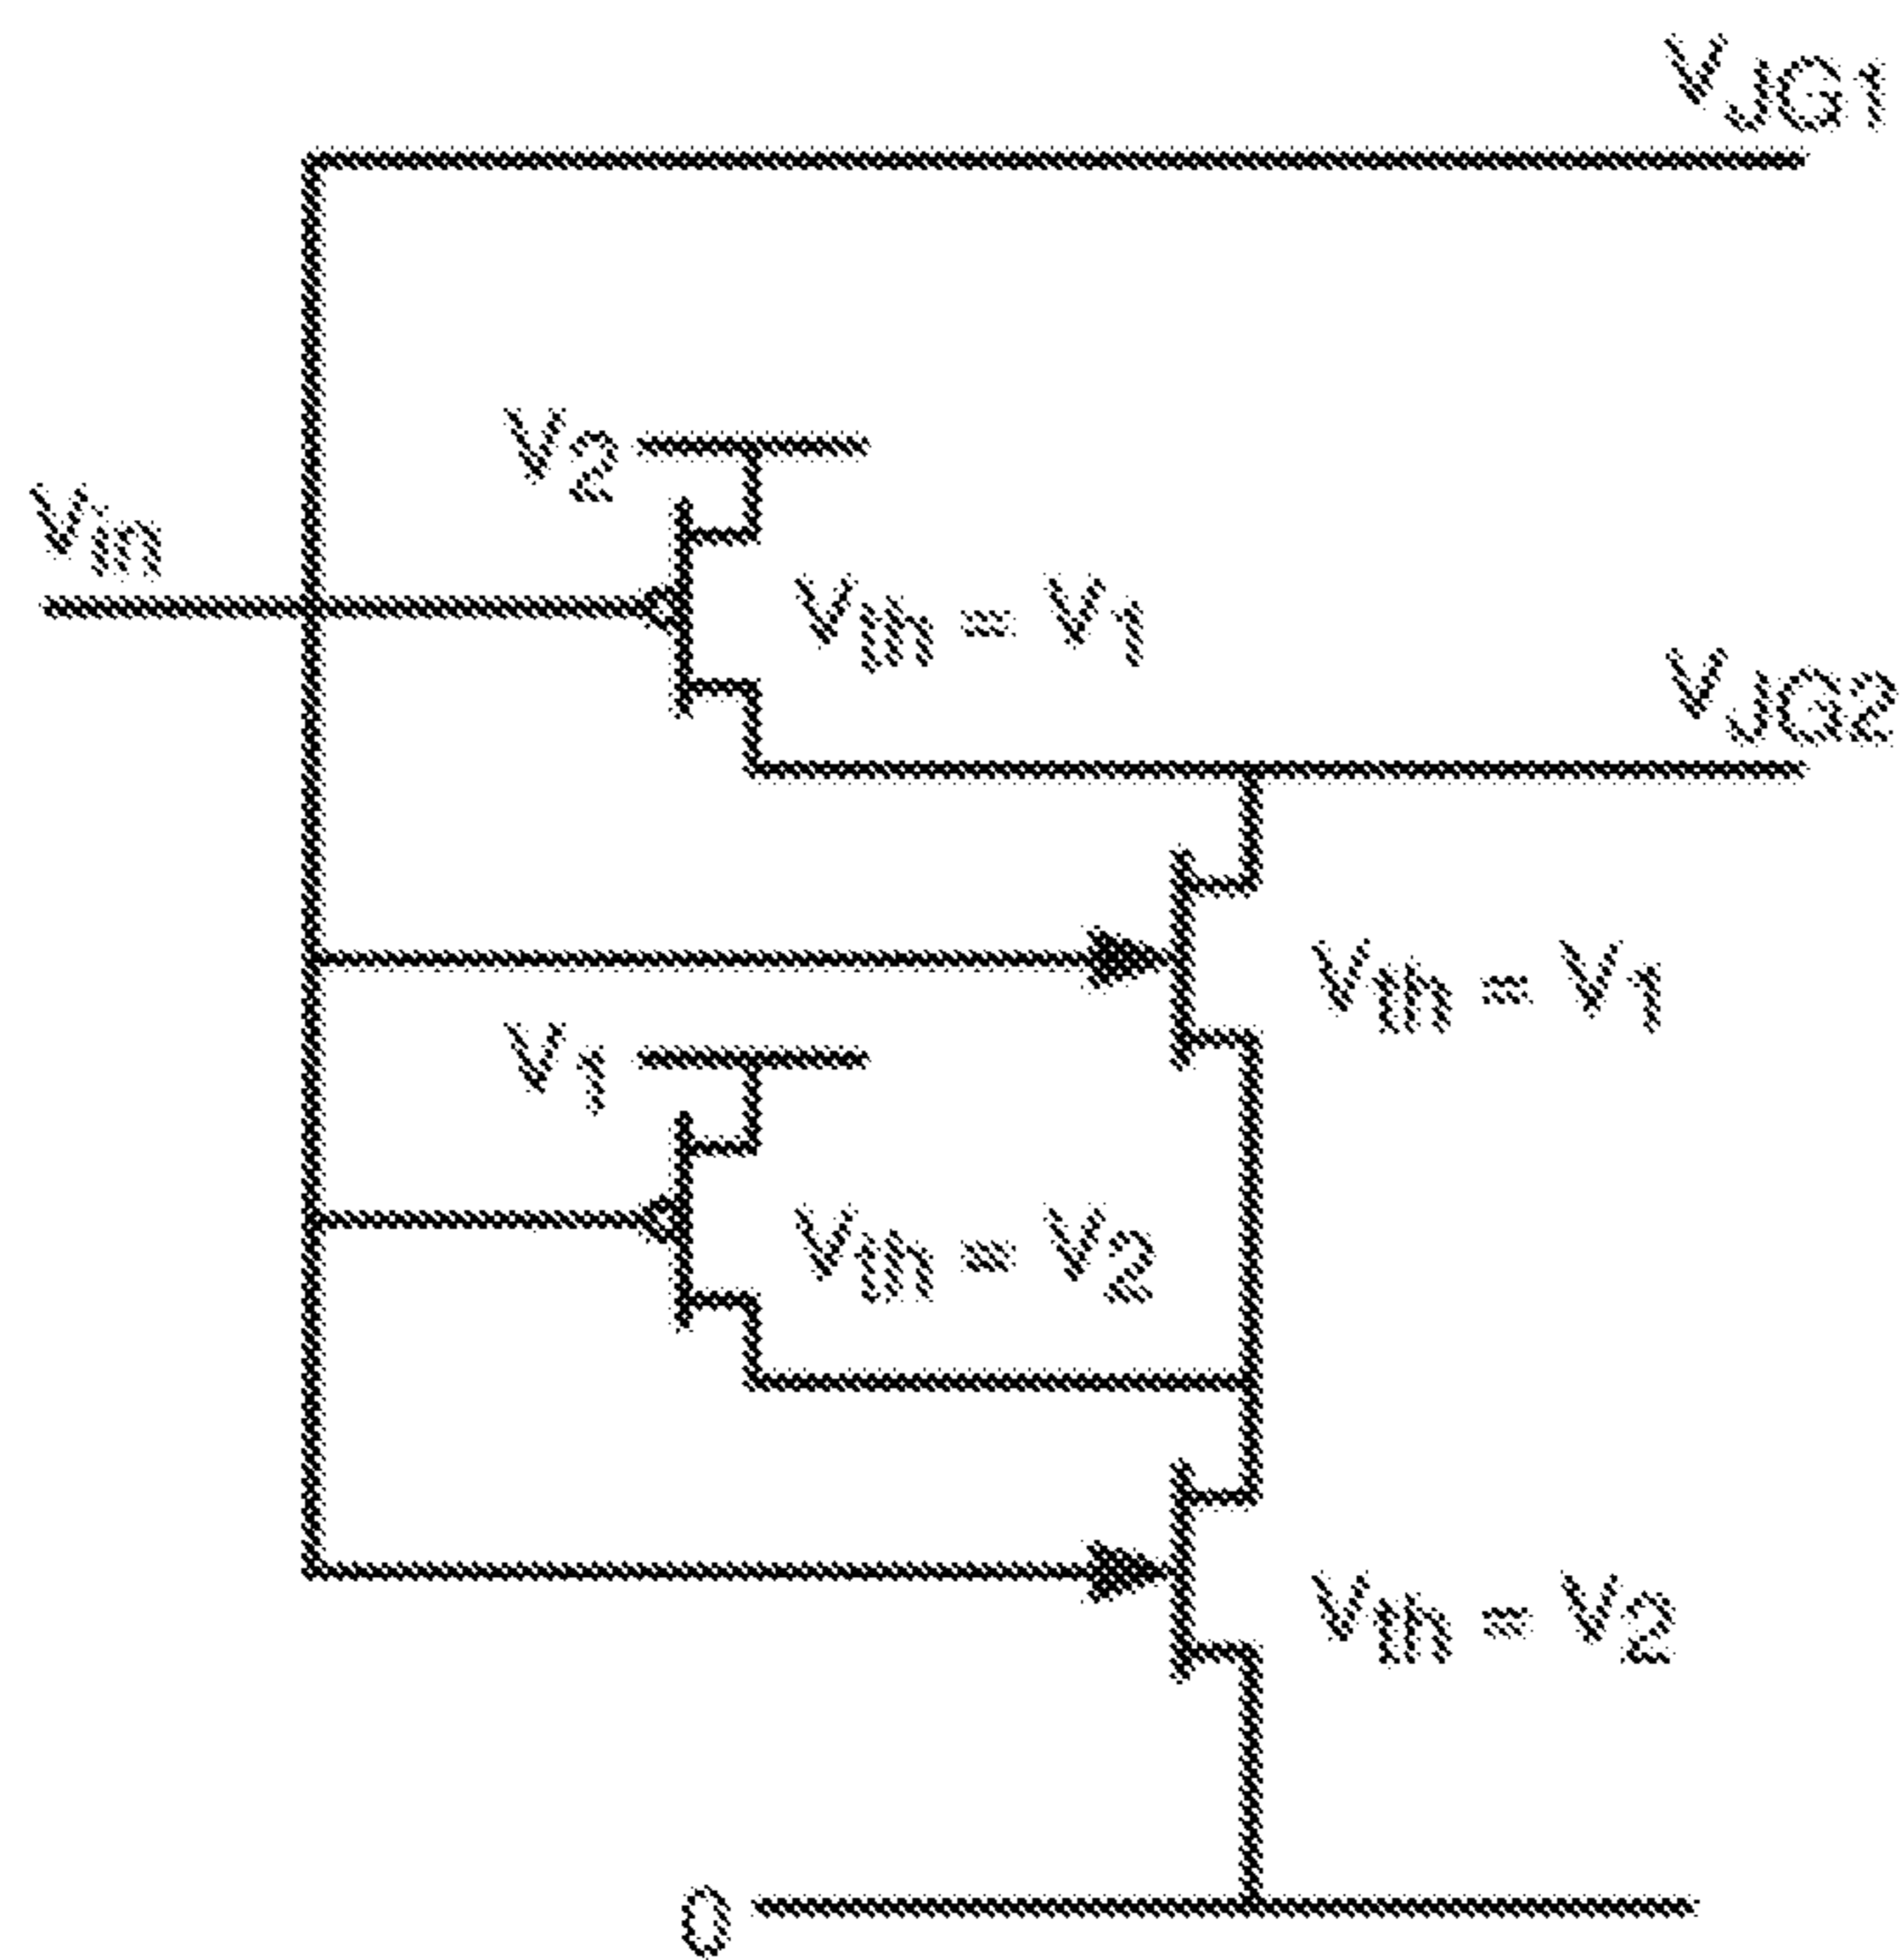 VJG1
V2
Vin
Vth = V1
VJG2
Vth = V1
V1
Vth = V2
Vth = V2
0